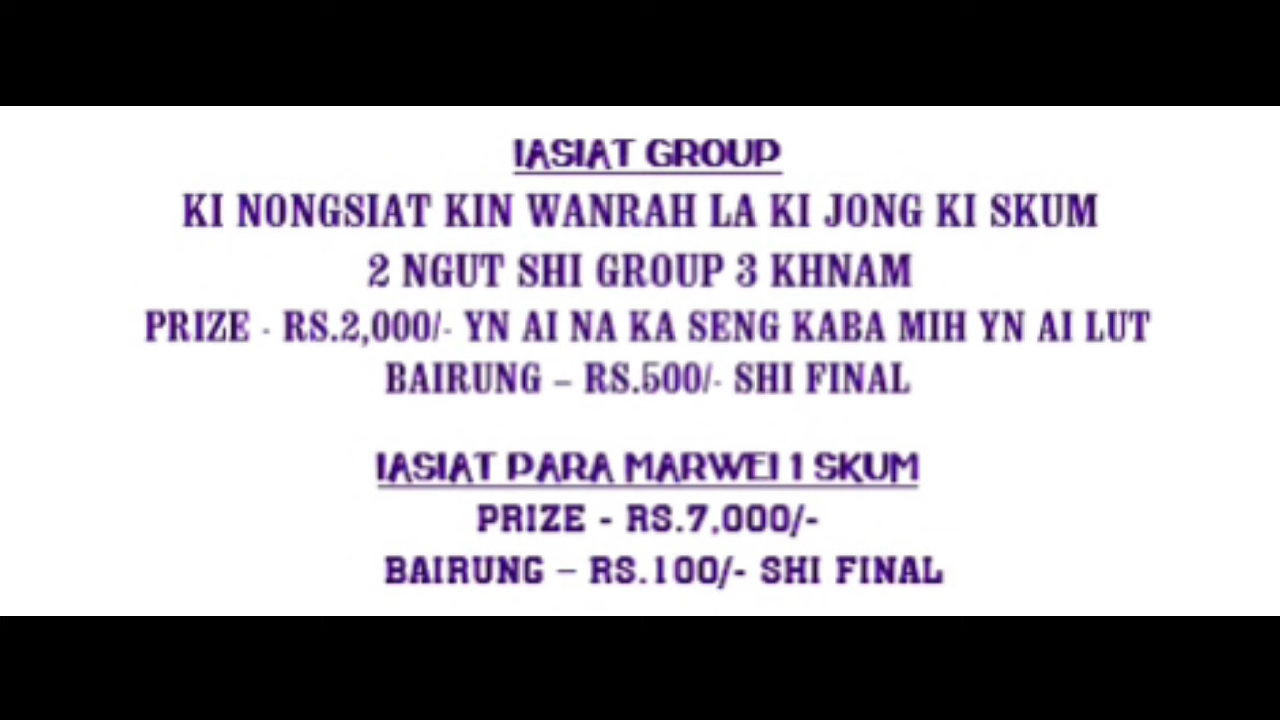 IASIAT GROUP
KI NONGSIAT KIN WANRAH LA KI JONG KI SKUM
2 NGUT SHI GROUP 3 KHNAM
PRIZE - RS.2,000/- YN AI NA KA SENG KABA MIH YN AI LUT
BAIRUNG – RS.500/- SHI FINAL
IASIAT PARA MARWEI 1 SKUM
PRIZE - RS.7,000/-
BAIRUNG – RS.100/- SHI FINAL